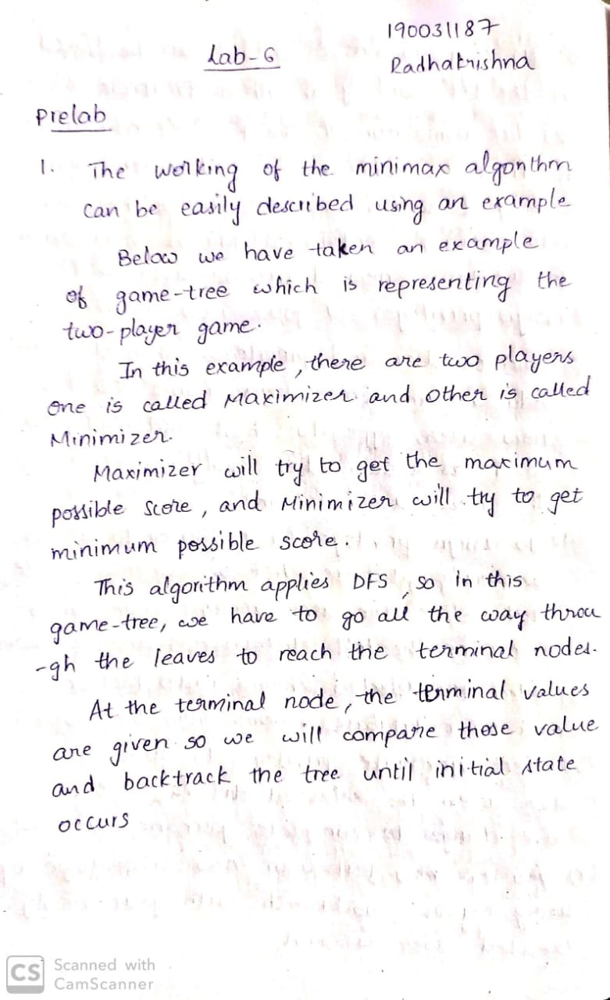 190031187
Lab-6
Radhakrishna
Prelab
1. The working of the minimax algorithm
can be easily described using an example
Below we have taken an example
of game-tree which is representing the
two-player game.
In this example, there are two players
one is called Maximizer and other is called
Minimizer.
Maximizer will try to get the maximum
possible score, and Minimizer will try to get
minimum possible score.
This algorithm applies DFS, so in this
game-tree, we have to go all the way throu
-gh the leaves to reach the terminal nodes.
At the terminal node, the terminal values
are given so we will compare those value
and backtrack the tree until initial state
occurs
CS Scanned with
CamScanner